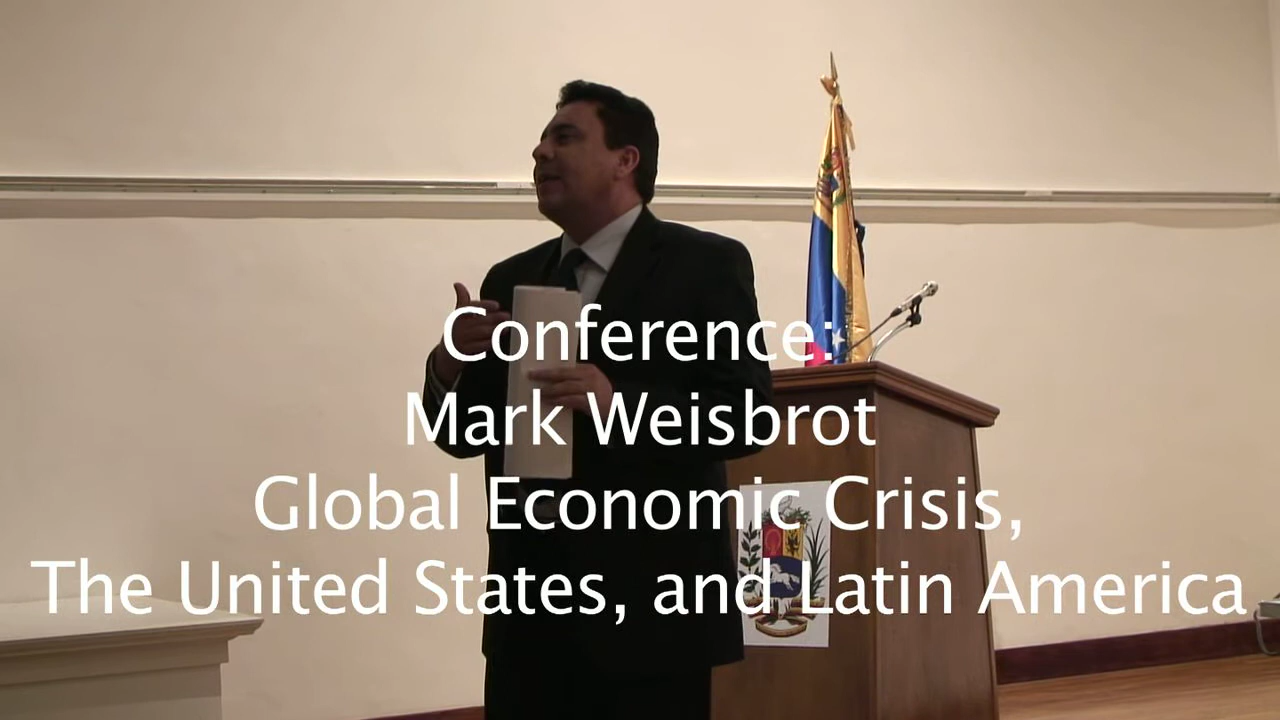 Conference:
Mark Weisbrot
Global Economic Crisis,
The United States, and Latin America